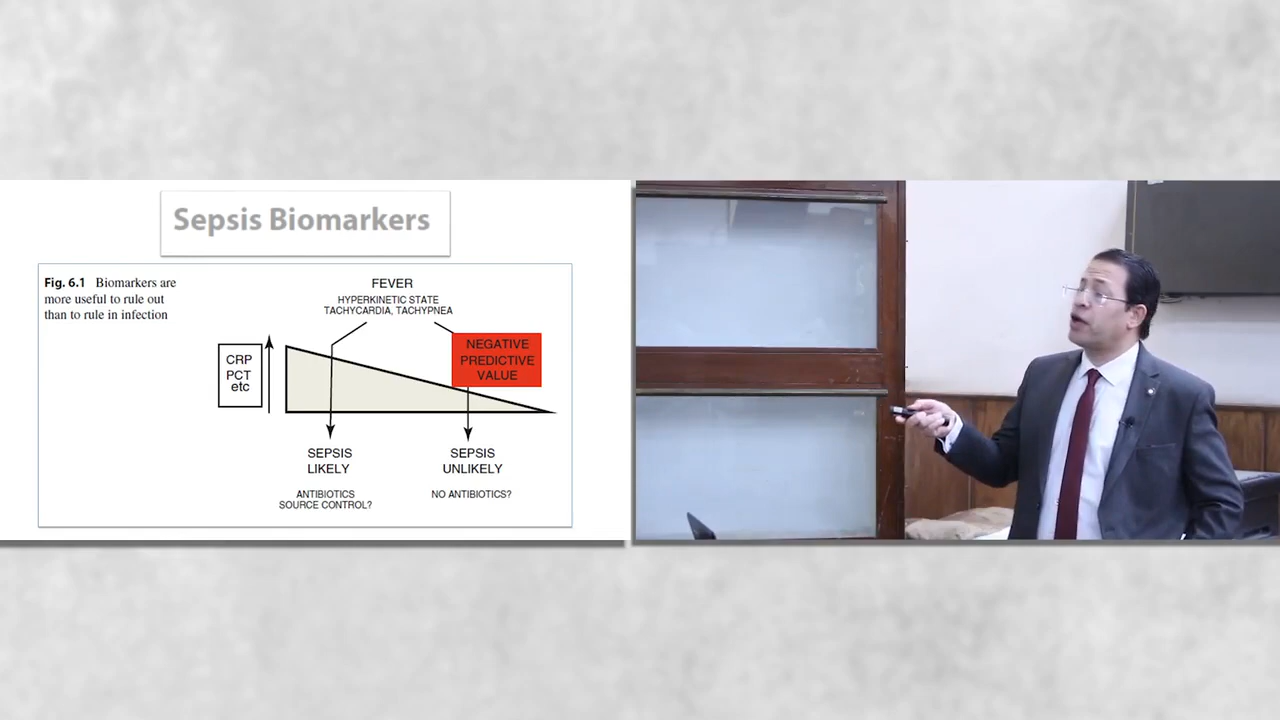 Sepsis Biomarkers
Fig. 6.1 Biomarkers are
more useful to rule out
than to rule in infection
FEVER
HYPERKINETIC STATE
TACHYCARDIA, TACHYPNEA
NEGATIVE
PREDICTIVE
VALUE
CRP
PCT
etc
SEPSIS
LIKELY
SEPSIS
UNLIKELY
ANTIBIOTICS
SOURCE CONTROL?
NO ANTIBIOTICS?